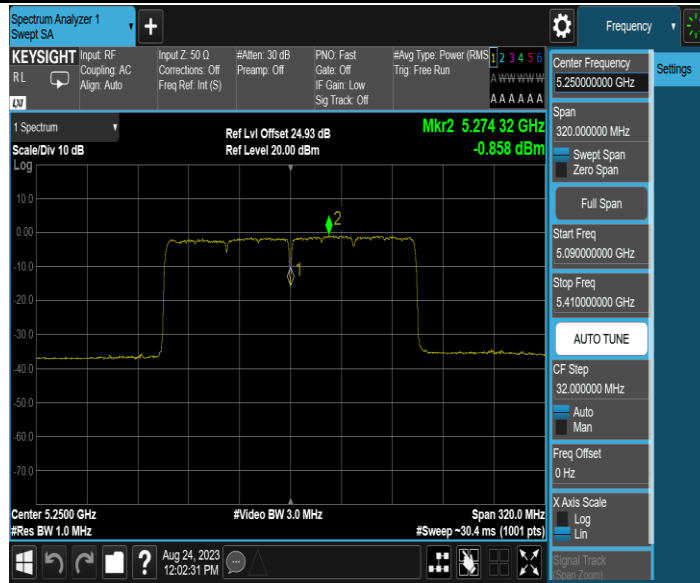 Spectrum Analyzer 1
Swept SA
+
Frequency
KEYSIGHT
RL
LXI
Input: RF
Coupling: AC
Align: Auto
Input Z: 50 Ω
Corrections: Off
Freq Ref: Int (S)
#Atten: 30 dB
Preamp: Off
PNO: Fast
Gate: Off
IF Gain: Low
Sig Track: Off
#Avg Type: Power (RMS
Trig: Free Run
1 2 3 4 5 6
A W W W W W
A A A A A A
1 Spectrum
Scale/Div 10 dB
Log
Ref Lvl Offset 24.93 dB
Ref Level 20.00 dBm
Mkr2 5.274 32 GHz
-0.858 dBm
10.0
0.00
-10.0
-20.0
-30.0
-40.0
-50.0
-60.0
-70.0
2
1
Center 5.2500 GHz
#Res BW 1.0 MHz
#Video BW 3.0 MHz
Span 320.0 MHz
#Sweep ~30.4 ms (1001 pts)
Center Frequency
5.250000000 GHz
Settings
Span
320.000000 MHz
Swept Span
Zero Span
Full Span
Start Freq
5.090000000 GHz
Stop Freq
5.410000000 GHz
AUTO TUNE
CF Step
32.000000 MHz
Auto
Man
Freq Offset
0 Hz
X Axis Scale
Log
Lin
Signal Track
(Span Zoom)
?
Aug 24, 2023
12:02:31 PM